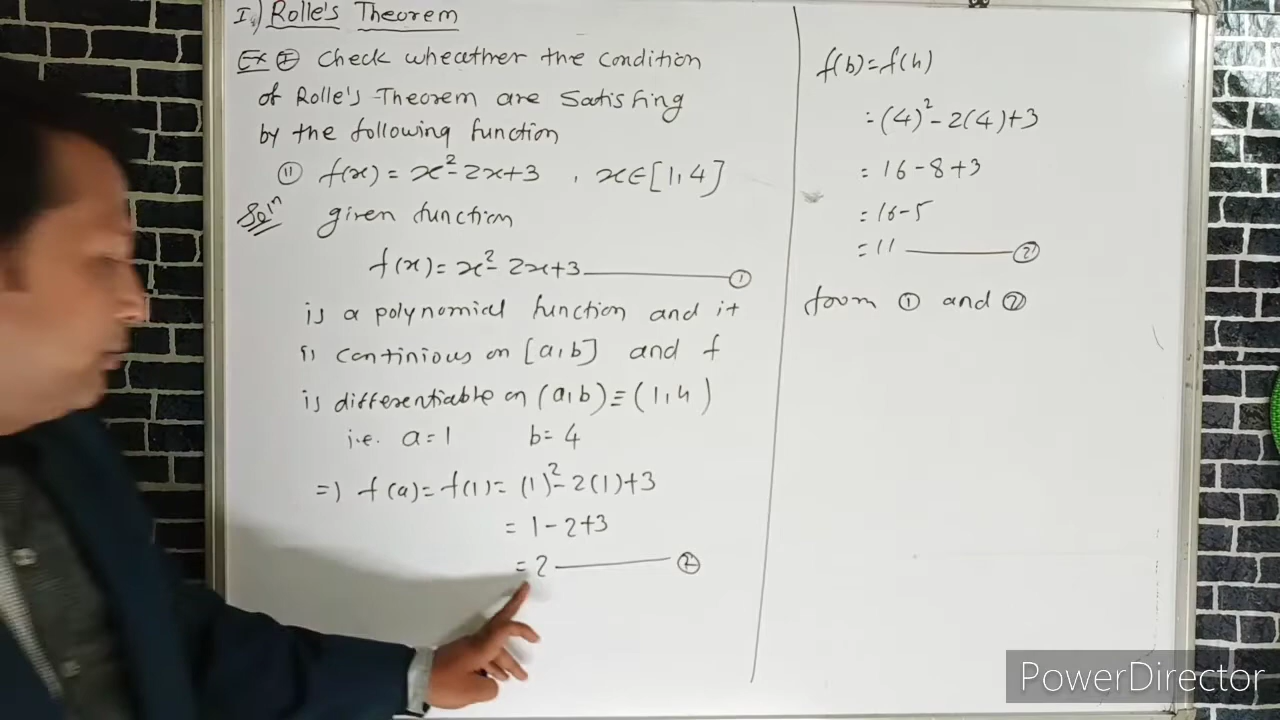 I.) Rolle's Theorem
Ex ① Check wheather the condition
of Rolle's Theorem are Satisfing
by the following function
⑪ f(x) = x²-2x+3 , x∈[1,4]
Soln given function
f(x) = x²-2x+3 ①
is a polynomical function and it
is continious on [a,b] and f
is differentiable on (a,b)≡(1,4)
i.e. a=1 b=4
=) f(a)= f(1)= (1)²-2(1)+3
= 1-2+3
=2 ②
f(b)=f(4)
=(4)²-2(4)+3
= 16-8+3
=16-5
=11 ②
from ① and ②
PowerDirector